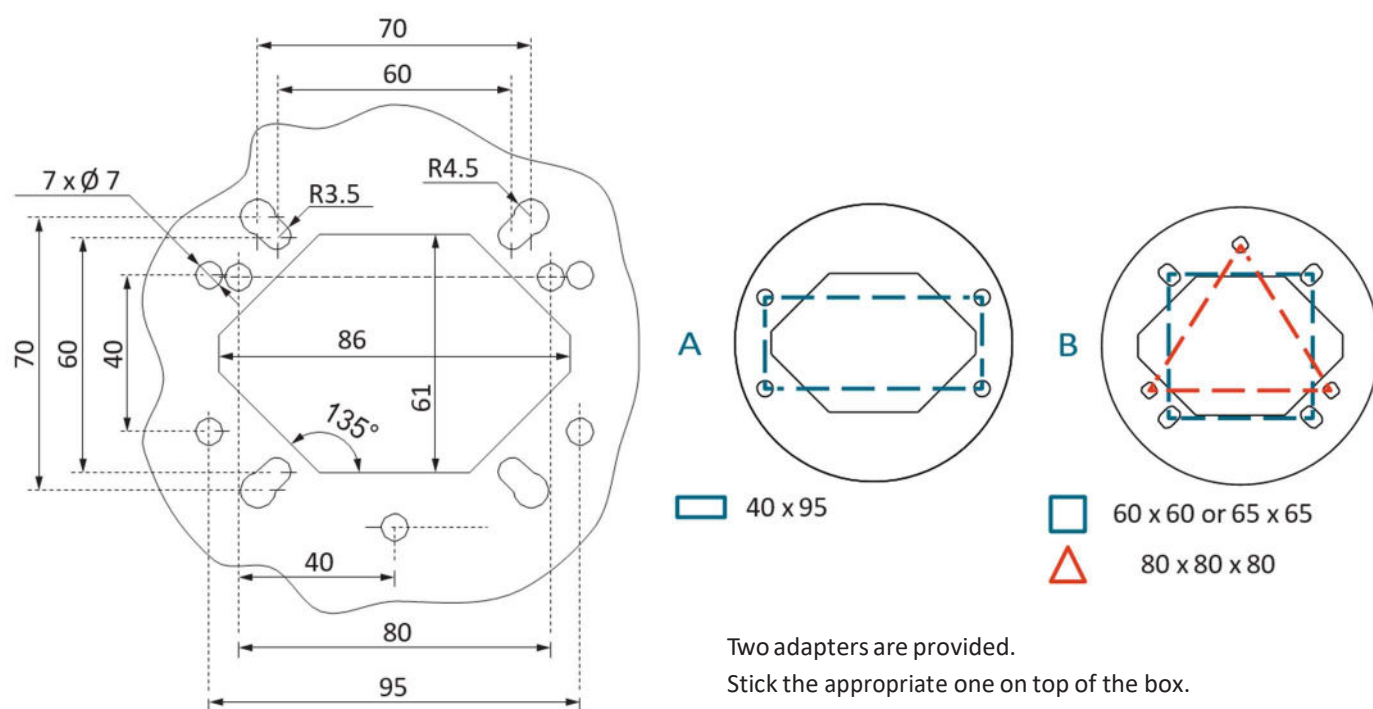 70
60
7 x Ø 7
R3.5
R4.5
70
60
40
86
61
135°
40
80
95
A
B
40 x 95
60 x 60 or 65 x 65
80 x 80 x 80
Two adapters are provided.
Stick the appropriate one on top of the box.